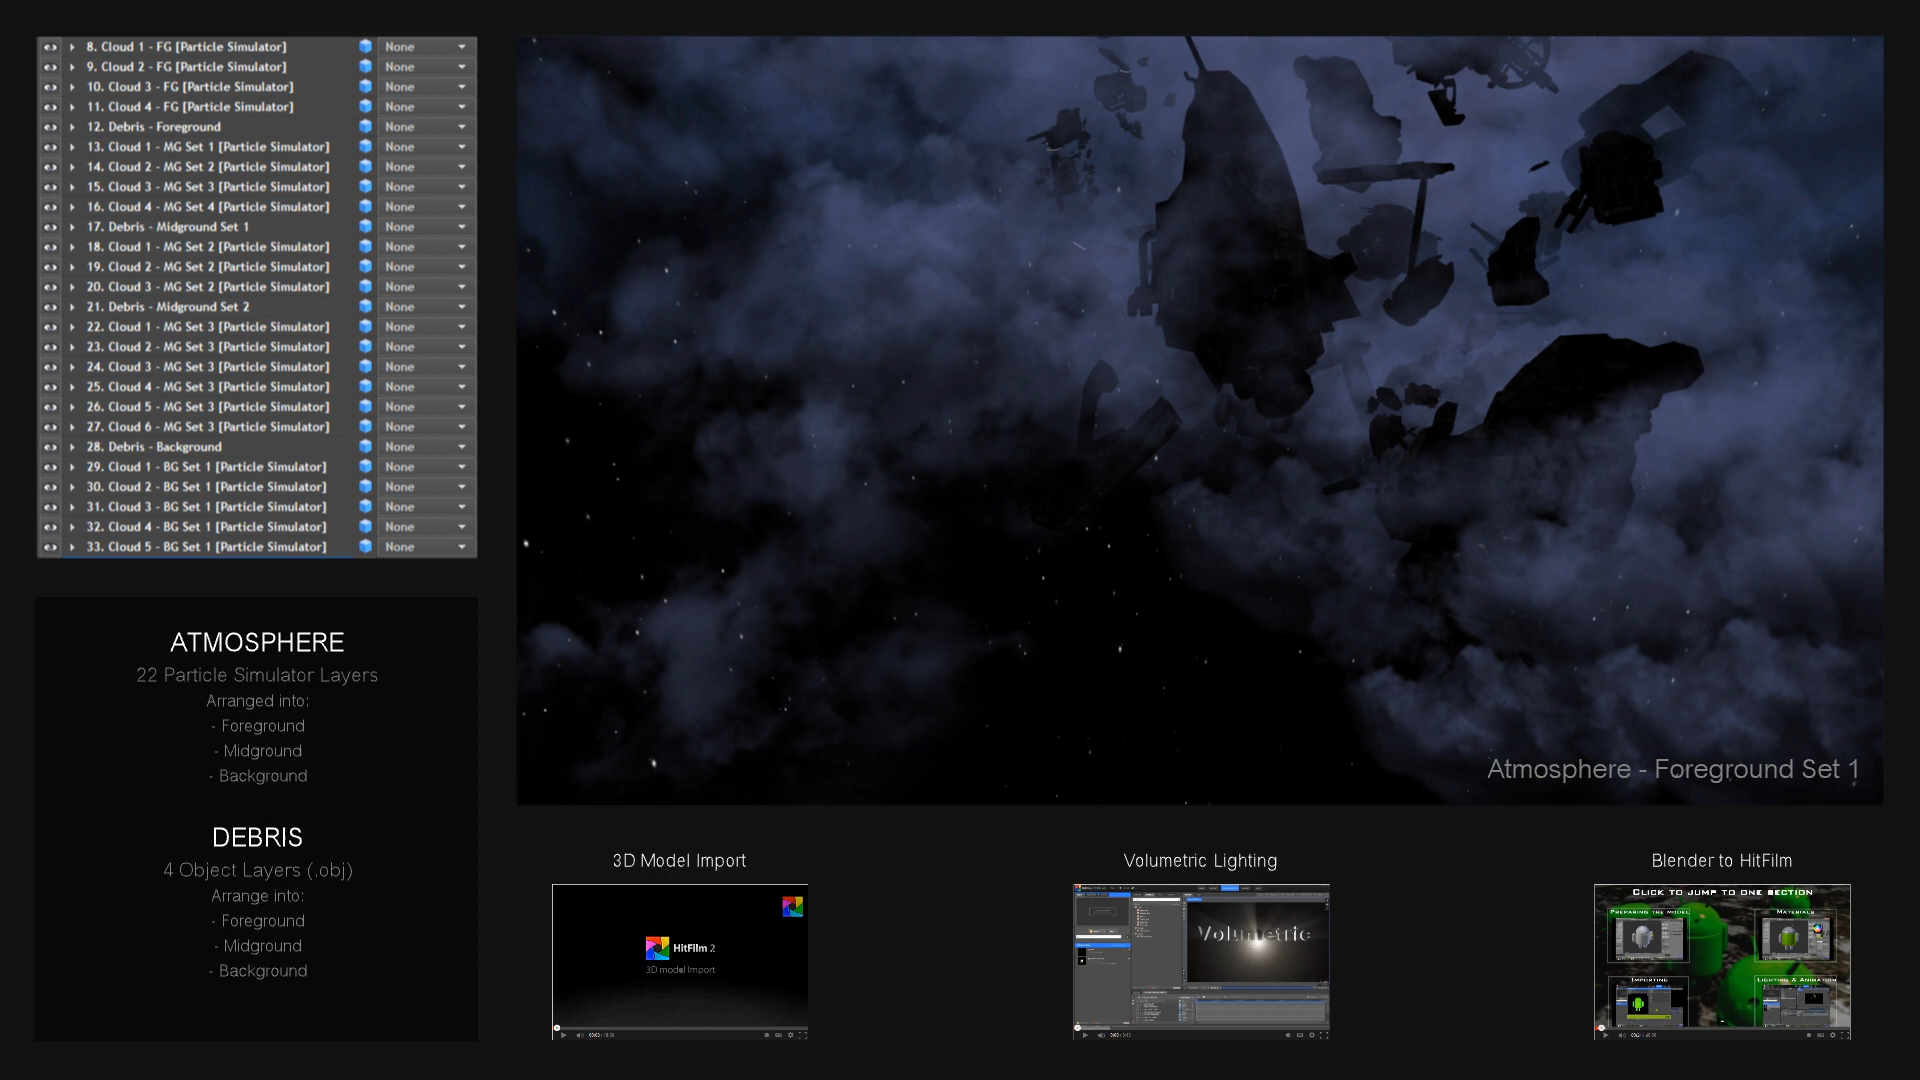 8. Cloud 1 - FG [Particle Simulator] None
9. Cloud 2 - FG [Particle Simulator] None
10. Cloud 3 - FG [Particle Simulator] None
11. Cloud 4 - FG [Particle Simulator] None
12. Debris - Foreground None
13. Cloud 1 - MG Set 1 [Particle Simulator] None
14. Cloud 2 - MG Set 2 [Particle Simulator] None
15. Cloud 3 - MG Set 3 [Particle Simulator] None
16. Cloud 4 - MG Set 4 [Particle Simulator] None
17. Debris - Midground Set 1 None
18. Cloud 1 - MG Set 2 [Particle Simulator] None
19. Cloud 2 - MG Set 2 [Particle Simulator] None
20. Cloud 3 - MG Set 2 [Particle Simulator] None
21. Debris - Midground Set 2 None
22. Cloud 1 - MG Set 3 [Particle Simulator] None
23. Cloud 2 - MG Set 3 [Particle Simulator] None
24. Cloud 3 - MG Set 3 [Particle Simulator] None
25. Cloud 4 - MG Set 3 [Particle Simulator] None
26. Cloud 5 - MG Set 3 [Particle Simulator] None
27. Cloud 6 - MG Set 3 [Particle Simulator] None
28. Debris - Background None
29. Cloud 1 - BG Set 1 [Particle Simulator] None
30. Cloud 2 - BG Set 1 [Particle Simulator] None
31. Cloud 3 - BG Set 1 [Particle Simulator] None
32. Cloud 4 - BG Set 1 [Particle Simulator] None
33. Cloud 5 - BG Set 1 [Particle Simulator] None
ATMOSPHERE
22 Particle Simulator Layers
Arranged into:
- Foreground
- Midground
- Background
DEBRIS
4 Object Layers (.obj)
Arrange into:
- Foreground
- Midground
- Background
Atmosphere - Foreground Set 1
3D Model Import
HitFilm 2
3D model Import
Volumetric Lighting
Volumetric
Blender to HitFilm
CLICK TO JUMP TO ONE SECTION
PREPARING THE MODEL
MATERIALS
IMPORTING
LIGHTING & ANIMATION